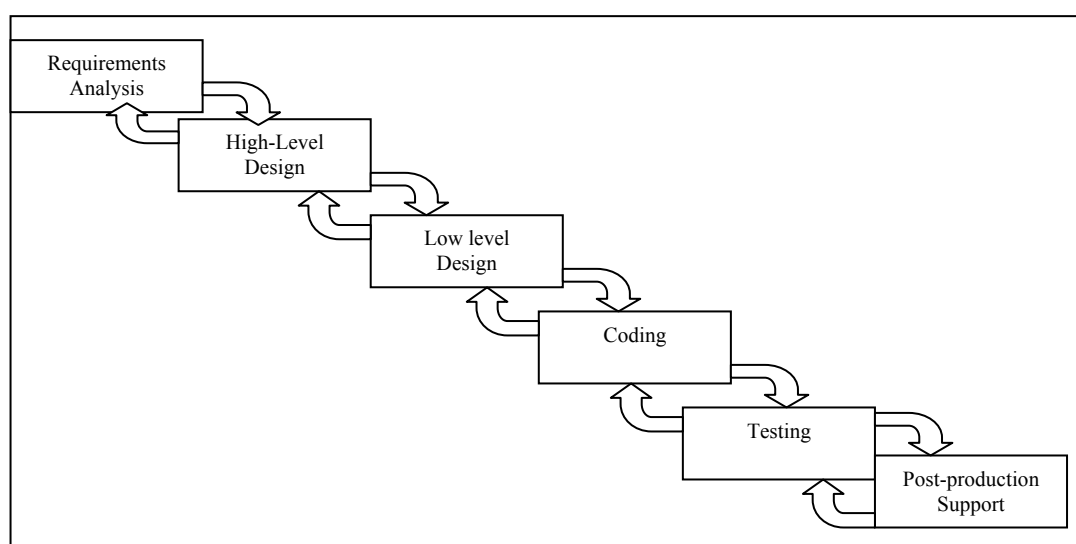 Requirements
Analysis
High-Level
Design
Low level
Design
Coding
Testing
Post-production
Support